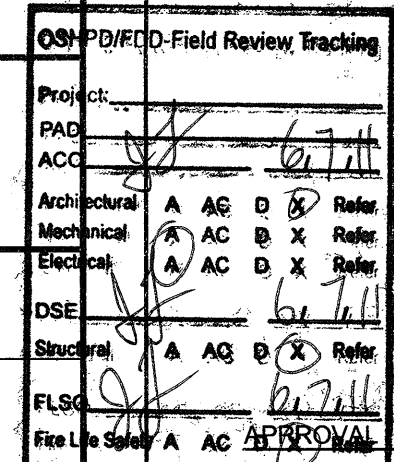 OSHPD/FDD-Field Review Tracking
Project:
PAD
ACO 6, 7, 11
Architectural A AC D X Refer
Mechanical A AC D X Refer
Electrical A AC D X Refer
DSE 6, 7, 11
Structural A AC D X Refer
FLSO 6, 7, 11
Fire Life Safety A AC D X Refer
APPROVAL